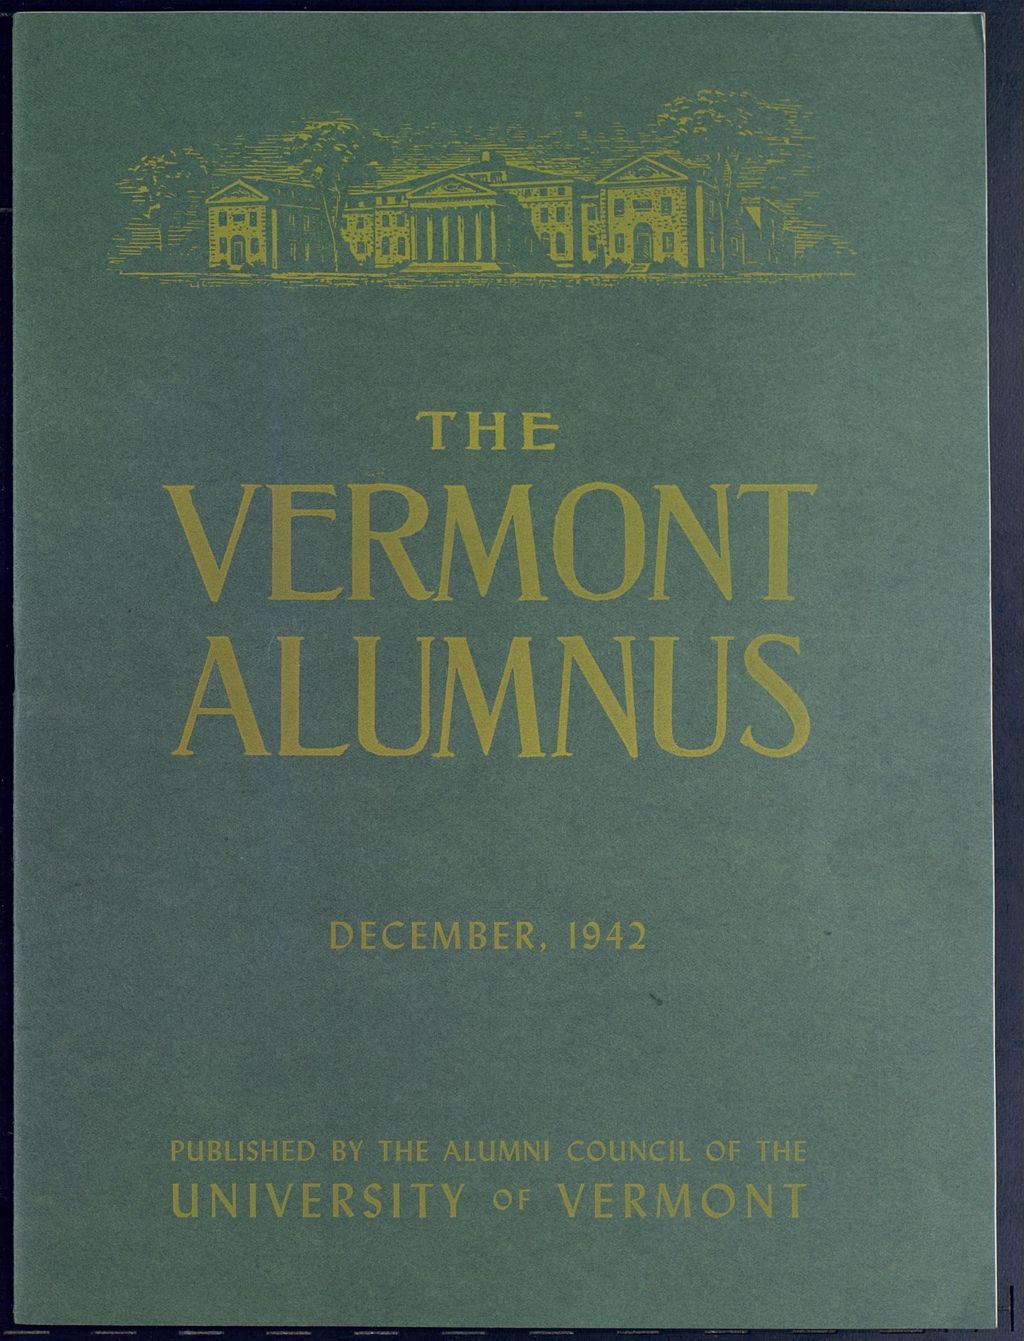 THE
VERMONT
ALUMNUS
DECEMBER, 1942
PUBLISHED BY THE ALUMNI COUNCIL OF THE
UNIVERSITY OF VERMONT